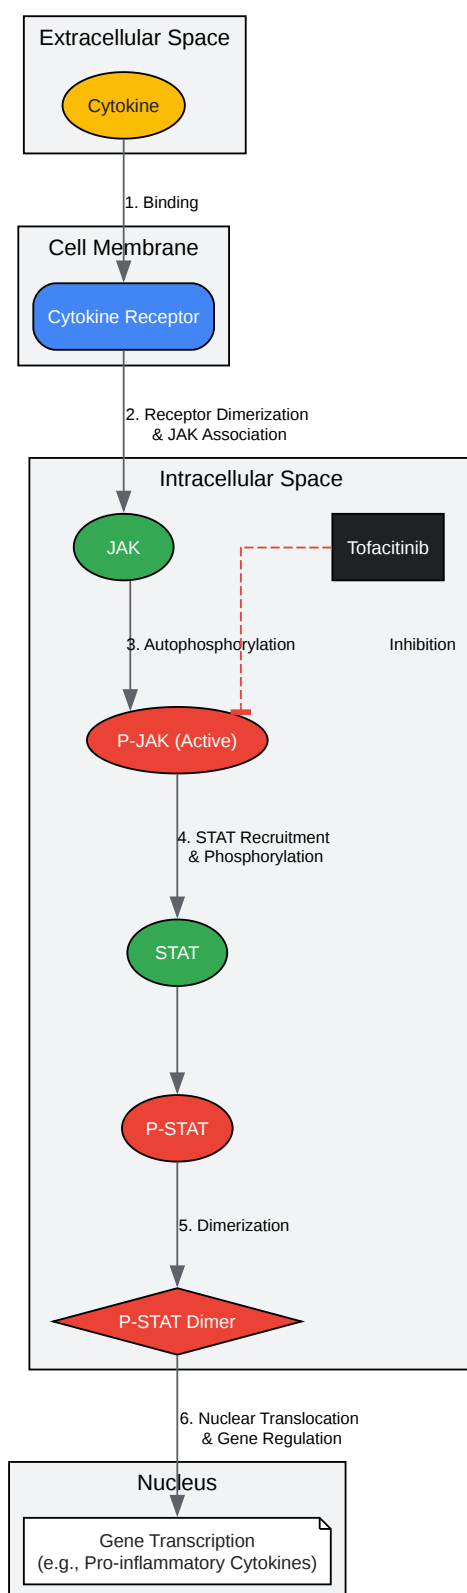 Extracellular Space
Cytokine
1. Binding
Cell Membrane
Cytokine Receptor
2. Receptor Dimerization
& JAK Association
Intracellular Space
JAK
Tofacitinib
3. Autophosphorylation
Inhibition
P-JAK (Active)
4. STAT Recruitment
& Phosphorylation
STAT
P-STAT
5. Dimerization
P-STAT Dimer
6. Nuclear Translocation
& Gene Regulation
Nucleus
Gene Transcription
(e.g., Pro-inflammatory Cytokines)